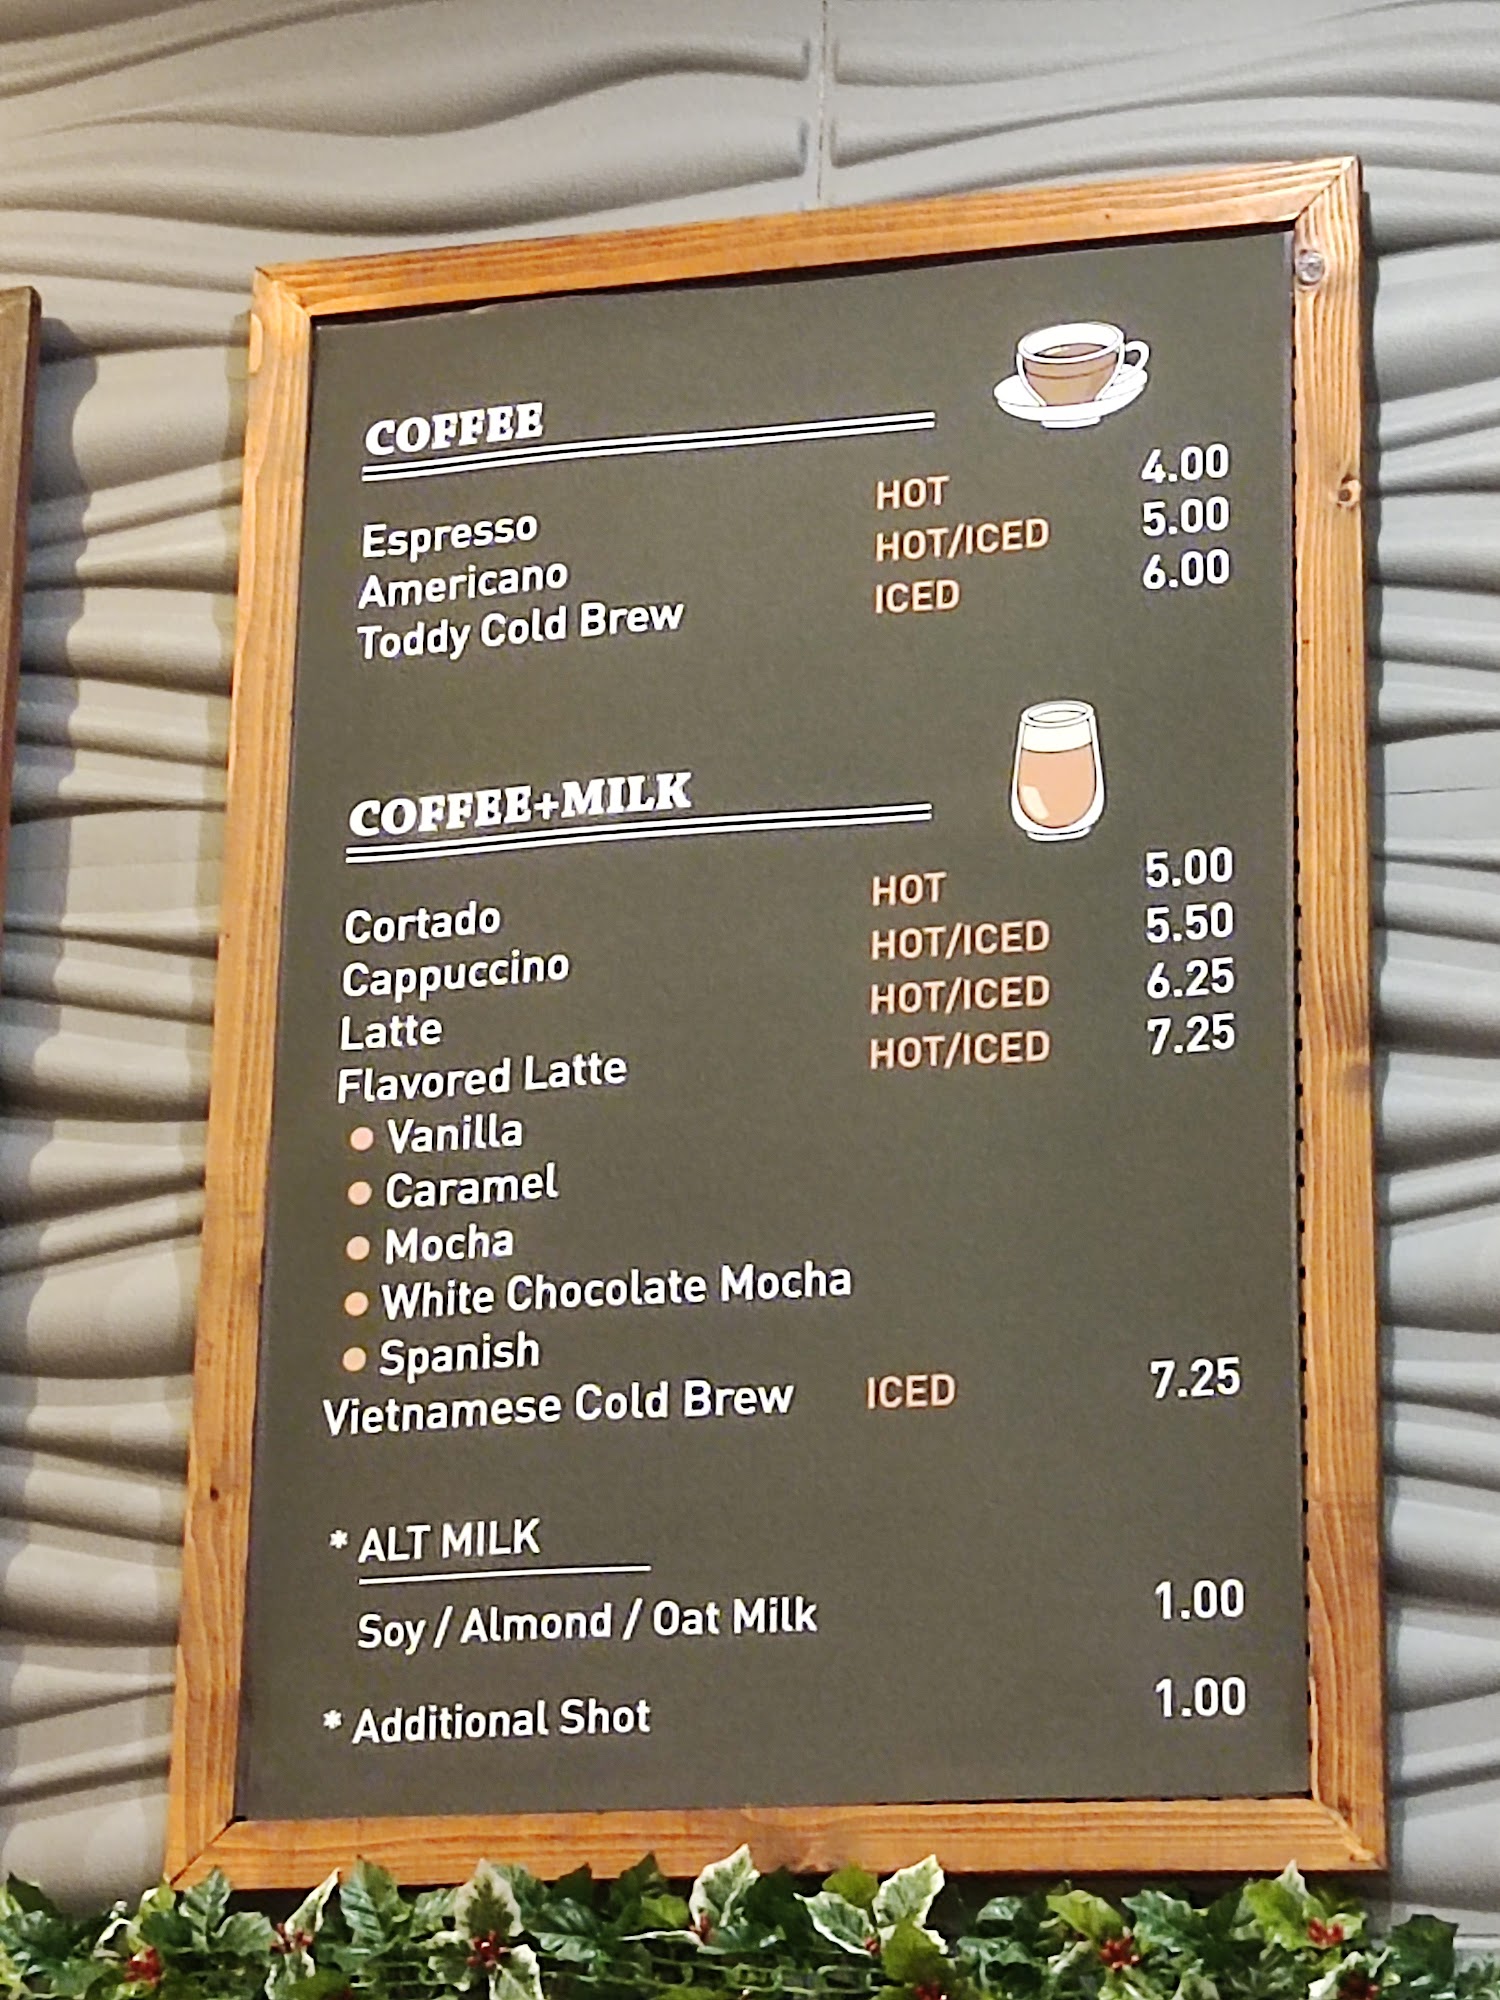 COFFEE
Espresso HOT 4.00
Americano HOT/ICED 5.00
Toddy Cold Brew ICED 6.00
COFFEE+MILK
Cortado HOT 5.00
Cappuccino HOT/ICED 5.50
Latte HOT/ICED 6.25
Flavored Latte HOT/ICED 7.25
• Vanilla
• Caramel
• Mocha
• White Chocolate Mocha
• Spanish
Vietnamese Cold Brew ICED 7.25
* ALT MILK
Soy / Almond / Oat Milk 1.00
* Additional Shot 1.00